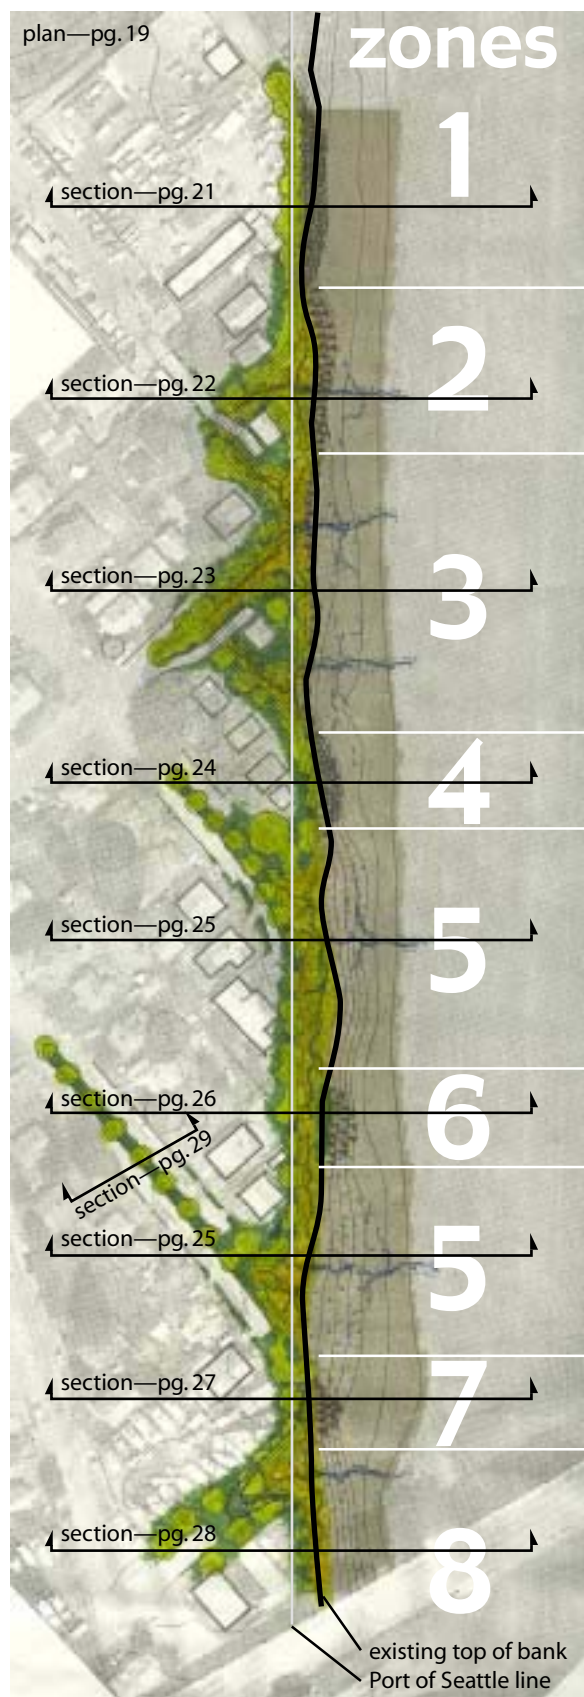 plan—pg. 19
zones
1
section—pg. 21
2
section—pg. 22
3
section—pg. 23
4
section—pg. 24
5
section—pg. 25
6
section—pg. 26
section—pg. 29
5
section—pg. 25
7
section—pg. 27
8
section—pg. 28
existing top of bank
Port of Seattle line